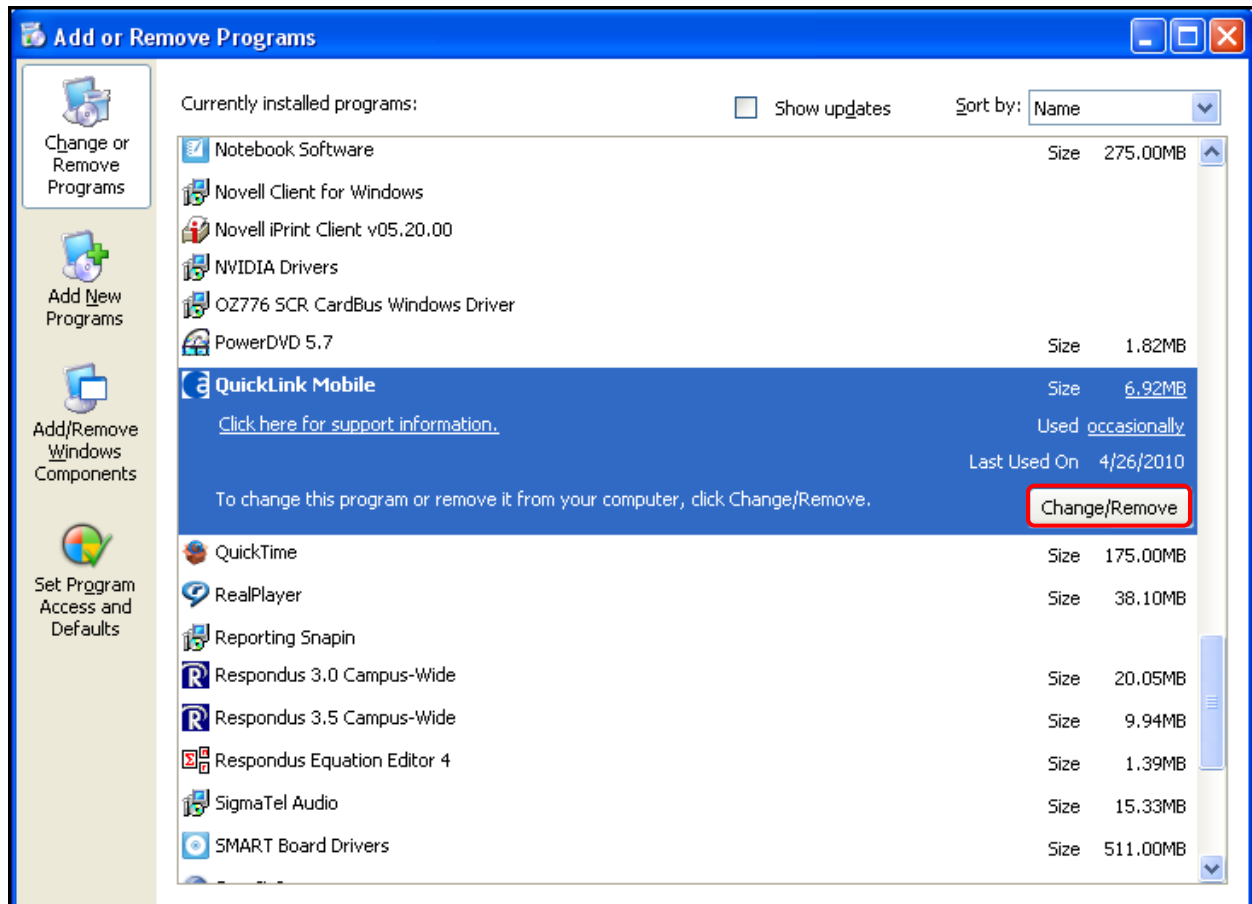 Add or Remove Programs
Change or
Remove
Programs
Add New
Programs
Add/Remove
Windows
Components
Set Program
Access and
Defaults
Currently installed programs:
Show updates
Sort by: Name
Notebook Software Size 275.00MB
Novell Client for Windows
Novell iPrint Client v05.20.00
NVIDIA Drivers
OZ776 SCR CardBus Windows Driver
PowerDVD 5.7 Size 1.82MB
QuickLink Mobile Size 6.92MB
Click here for support information. Used occasionally
Last Used On 4/26/2010
To change this program or remove it from your computer, click Change/Remove. Change/Remove
QuickTime Size 175.00MB
RealPlayer Size 38.10MB
Reporting Snapin
Respondus 3.0 Campus-Wide Size 20.05MB
Respondus 3.5 Campus-Wide Size 9.94MB
Respondus Equation Editor 4 Size 1.39MB
SigmaTel Audio Size 15.33MB
SMART Board Drivers Size 511.00MB